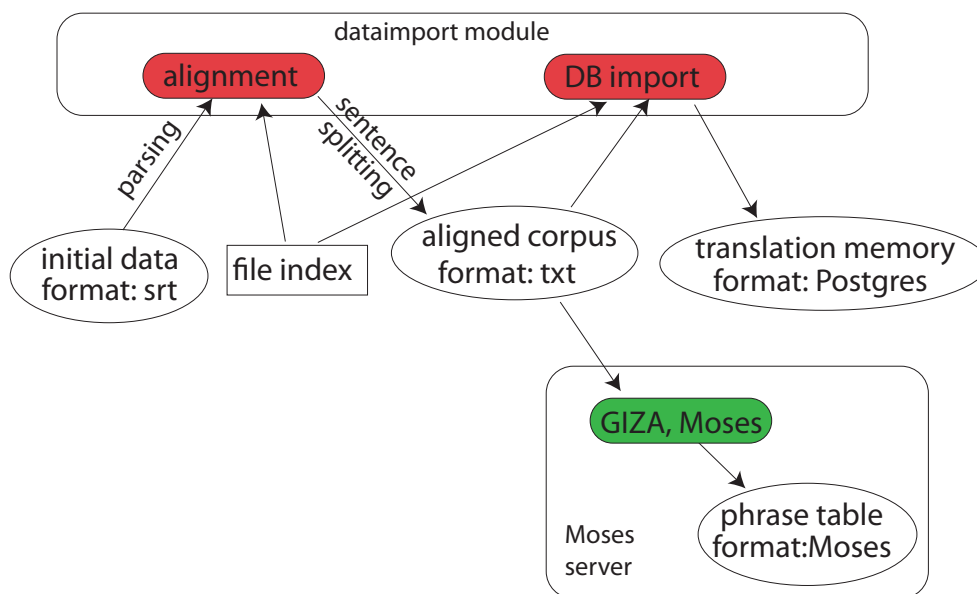 dataimport module
alignment
DB import
parsing
sentence
splitting
initial data
format: srt
file index
aligned corpus
format: txt
translation memory
format: Postgres
GIZA, Moses
phrase table
format:Moses
Moses
server